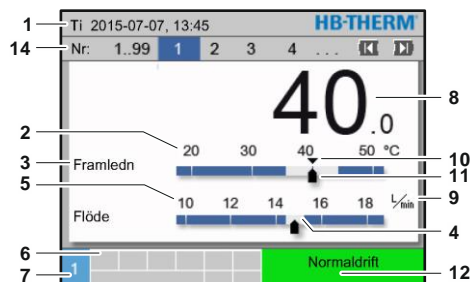 1 Ti 2015-07-07, 13:45 HB-THERM
14 Nr: 1..99 1 2 3 4 ...
40.0 8
2 20 30 40 50 °C 10
3 Framledn 11
5 10 12 14 16 18 L/min 9
Flöde 4
6 Normaldrift
7 1 12